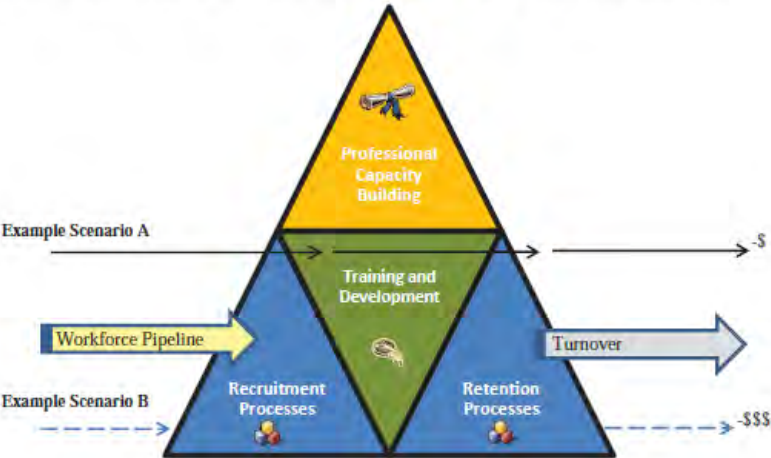 Professional
Capacity
Building
Example Scenario A
-$
Training and
Development
Workforce Pipeline
Turnover
Recruitment
Processes
Retention
Processes
Example Scenario B
-$$$